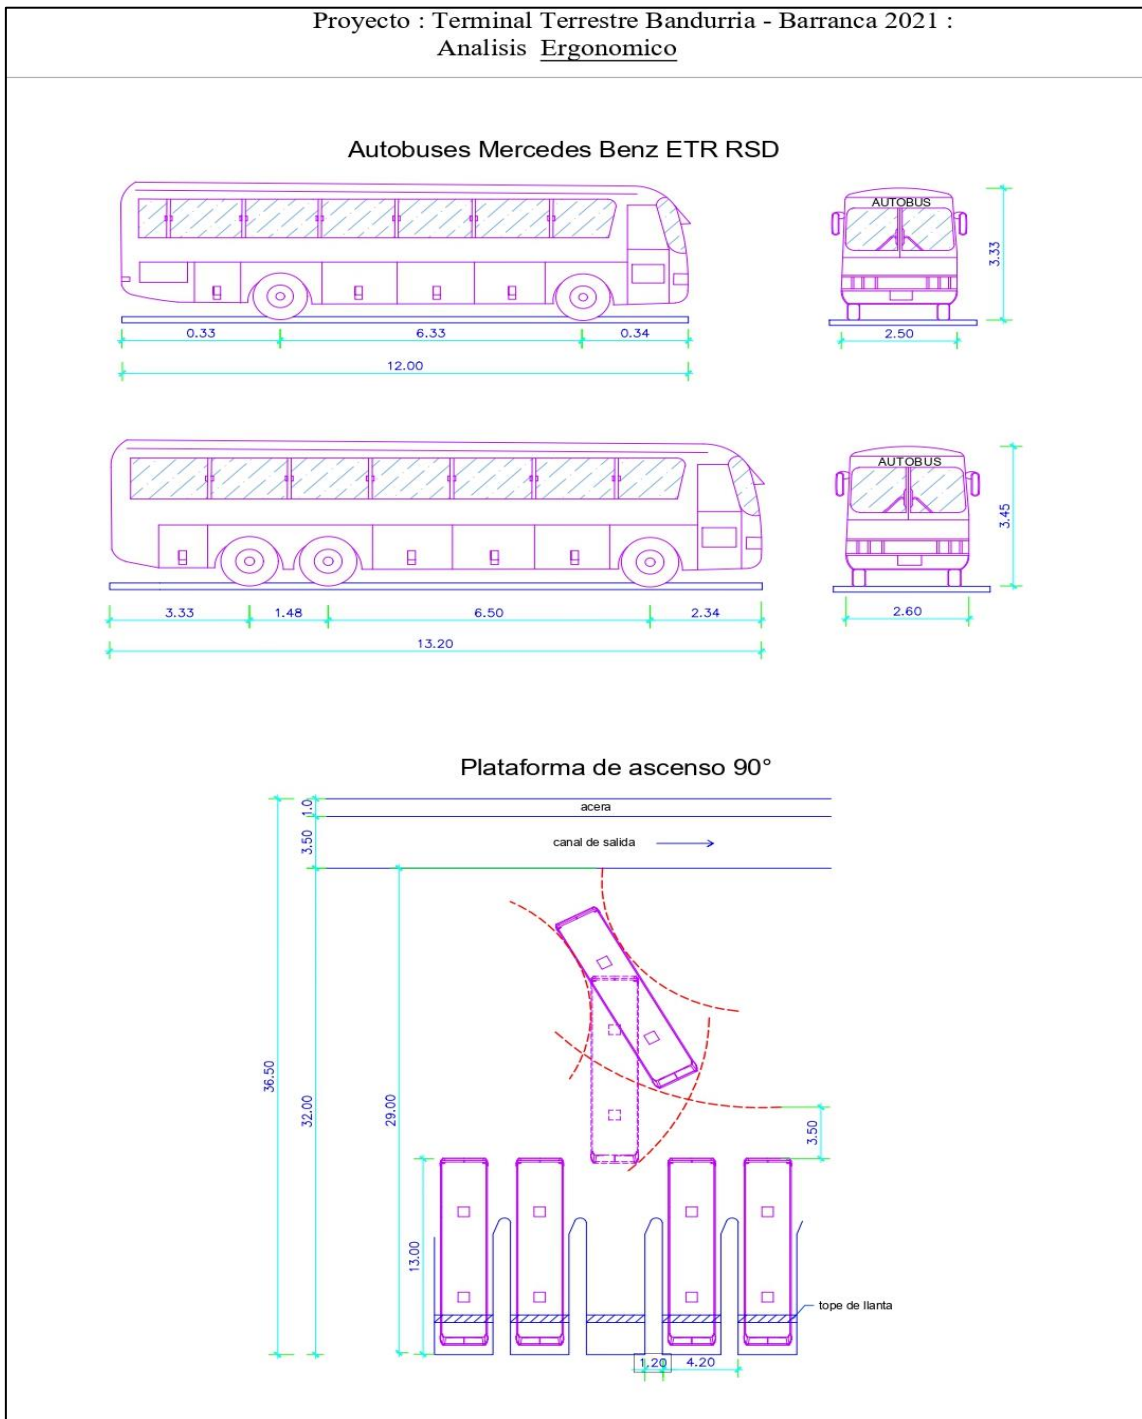 Proyecto : Terminal Terrestre Bandurria - Barranca 2021 :
Analisis Ergonomico
Autobuses Mercedes Benz ETR RSD
AUTOBUS
3.33
0.33 6.33 0.34 2.50
12.00
AUTOBUS
3.45
3.33 1.48 6.50 2.34 2.60
13.20
Plataforma de ascenso 90°
1.0 acera
3.50 canal de salida
36.50
32.00
29.00
3.50
13.00
tope de llanta
1.20 4.20